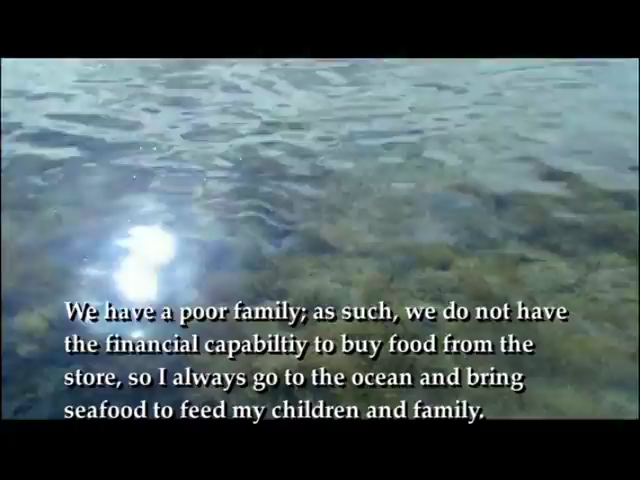 We have a poor family; as such, we do not have
the financial capabiltiy to buy food from the
store, so I always go to the ocean and bring
seafood to feed my children and family.